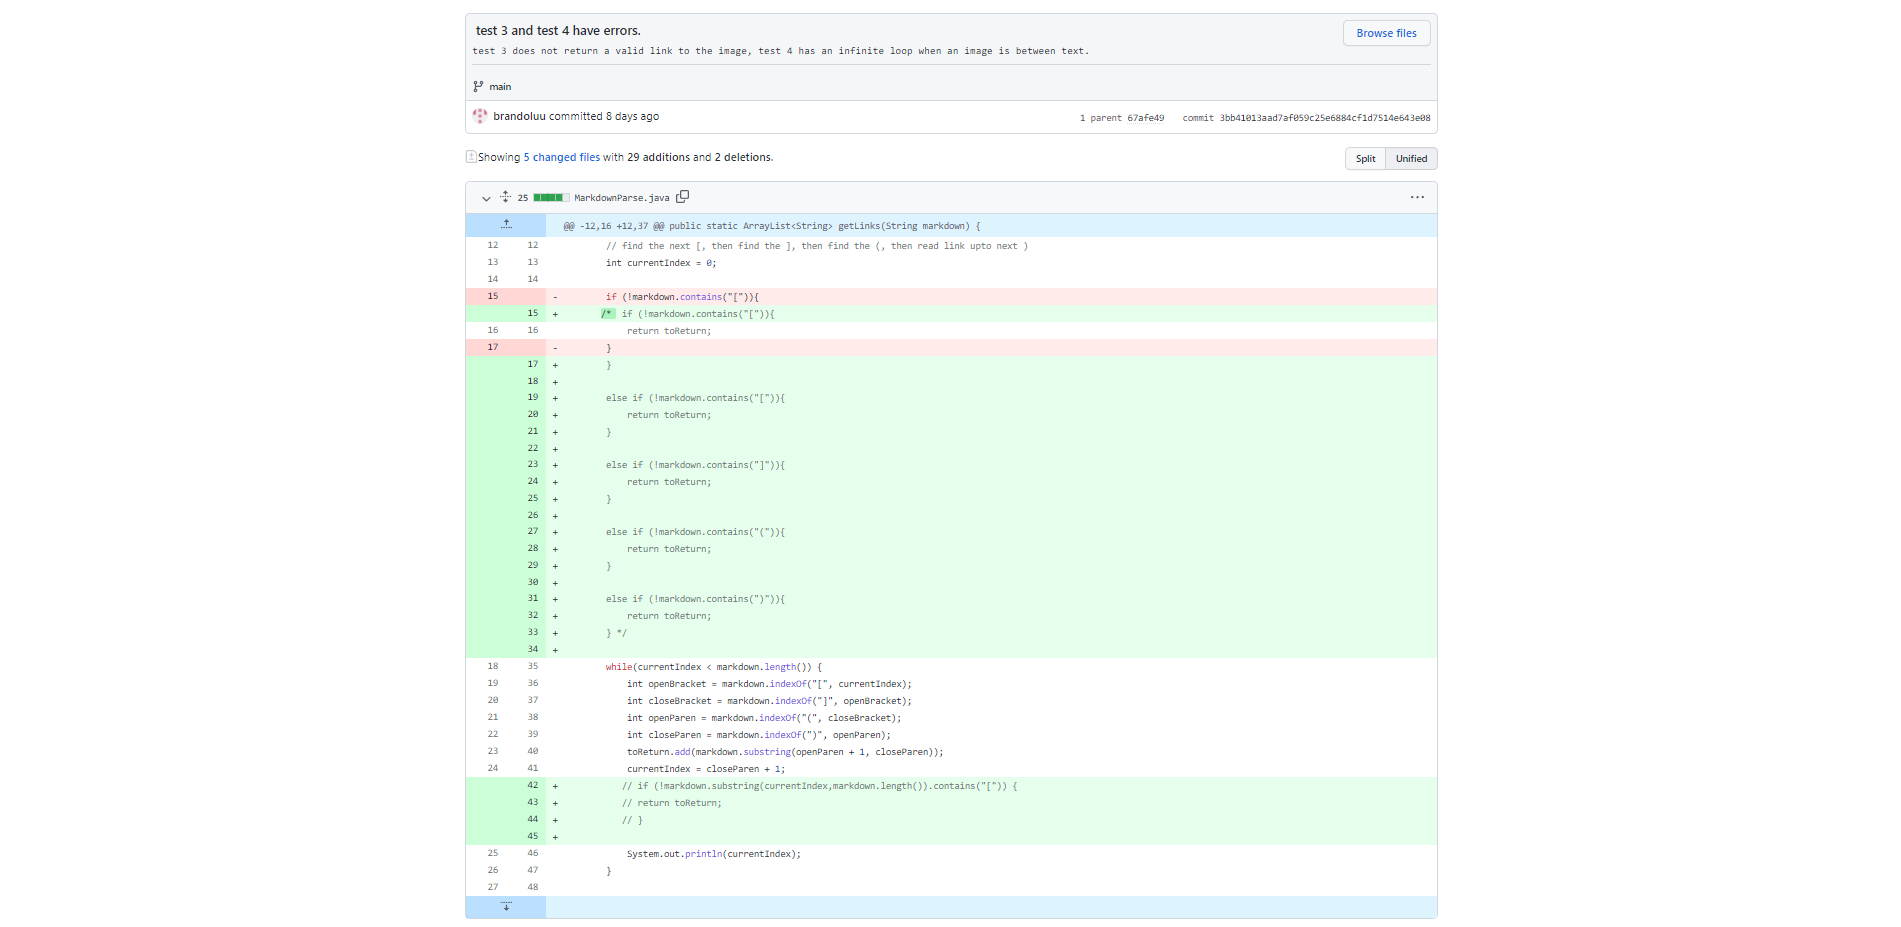 test 3 and test 4 have errors.
Browse files
test 3 does not return a valid link to the image, test 4 has an infinite loop when an image is between text.
main
brandoluu committed 8 days ago
1 parent 67afe49 commit 3bb41013aad7af059c25e6884cf1d7514e643e08
Showing 5 changed files with 29 additions and 2 deletions.
Split Unified
25 MarkdownParse.java
@@ -12,16 +12,37 @@ public static ArrayList<String> getLinks(String markdown) {
12 12 // find the next [, then find the ], then find the (, then read link upto next )
13 13 int currentIndex = 0;
14 14
15 - if (!markdown.contains("[")){
15 + /* if (!markdown.contains("[")){
16 16 return toReturn;
17 - }
17 + }
18 +
19 + else if (!markdown.contains("[")){
20 + return toReturn;
21 + }
22 +
23 + else if (!markdown.contains("]")){
24 + return toReturn;
25 + }
26 +
27 + else if (!markdown.contains("(")){
28 + return toReturn;
29 + }
30 +
31 + else if (!markdown.contains(")")){
32 + return toReturn;
33 + } */
34 +
18 35 while(currentIndex < markdown.length()) {
19 36 int openBracket = markdown.indexOf("[", currentIndex);
20 37 int closeBracket = markdown.indexOf("]", openBracket);
21 38 int openParen = markdown.indexOf("(", closeBracket);
22 39 int closeParen = markdown.indexOf(")", openParen);
23 40 toReturn.add(markdown.substring(openParen + 1, closeParen));
24 41 currentIndex = closeParen + 1;
42 + // if (!markdown.substring(currentIndex,markdown.length()).contains("[")) {
43 + // return toReturn;
44 + // }
45 +
25 46 System.out.println(currentIndex);
26 47 }
27 48